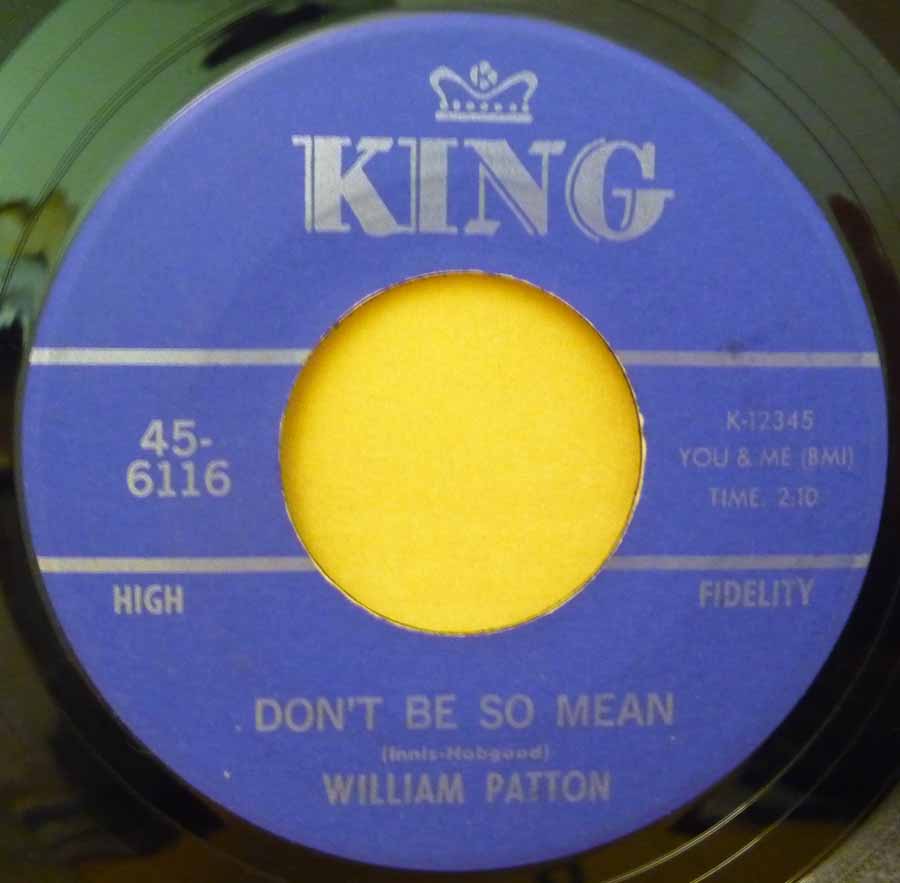 K
KING
45-
6116
K-12345
YOU & ME (BMI)
TIME: 2:10
HIGH
FIDELITY
DON'T BE SO MEAN
(Innis-Hobgood)
WILLIAM PATTON